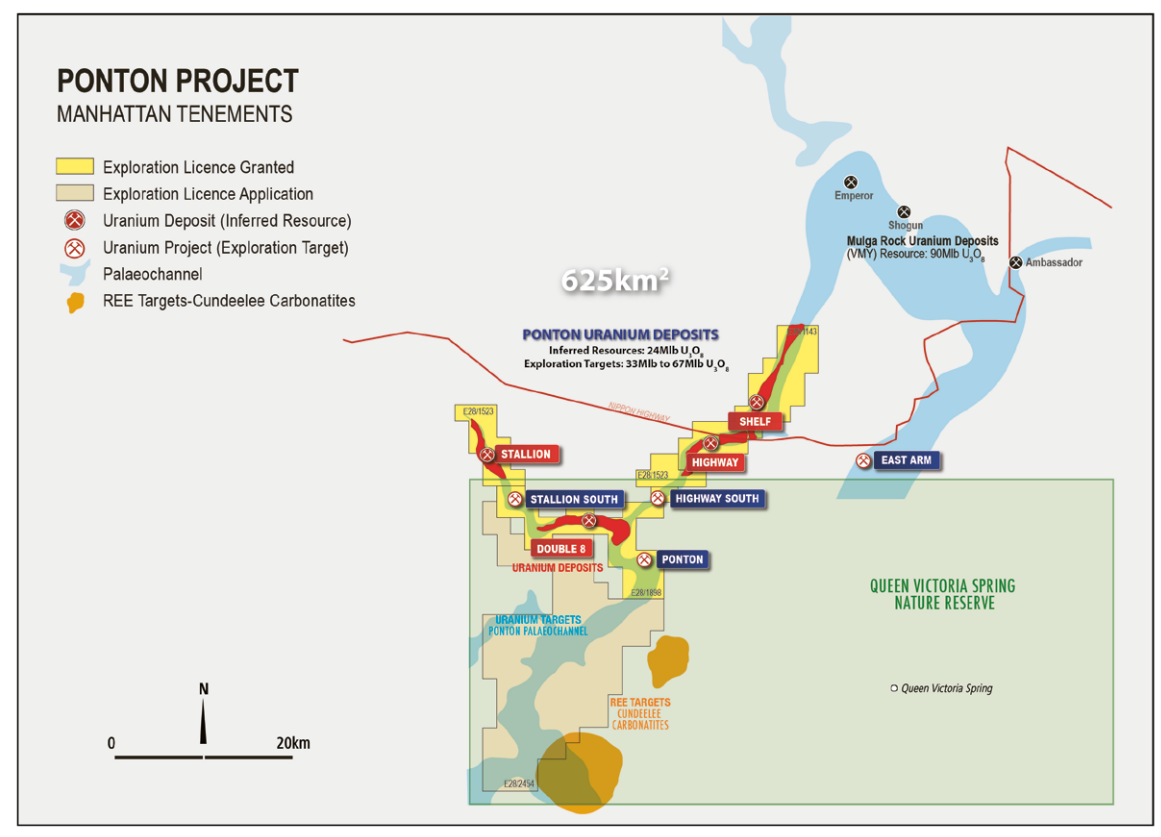 PONTON PROJECT
MANHATTAN TENEMENTS
Exploration Licence Granted
Exploration Licence Application
Uranium Deposit (Inferred Resource)
Uranium Project (Exploration Target)
Palaeochannel
REE Targets-Cundeelee Carbonatites
Emperor
Shogun
Mulga Rock Uranium Deposits
(VMY) Resource: 90Mlb U3O8
Ambassador
625km2
PONTON URANIUM DEPOSITS
Inferred Resources: 24Mlb U3O8
Exploration Targets: 33Mlb to 67Mlb U3O8
NIPPON HIGHWAY
E28/1523
SHELF
STALLION
HIGHWAY
EAST ARM
E28/1523
STALLION SOUTH
HIGHWAY SOUTH
DOUBLE 8
URANIUM DEPOSITS
PONTON
E28/1898
QUEEN VICTORIA SPRING
NATURE RESERVE
URANIUM TARGETS
PONTON PALAEOCHANNEL
Queen Victoria Spring
REE TARGETS
CUNDEELEE
CARBONATITES
N
0
20km
E28/2454